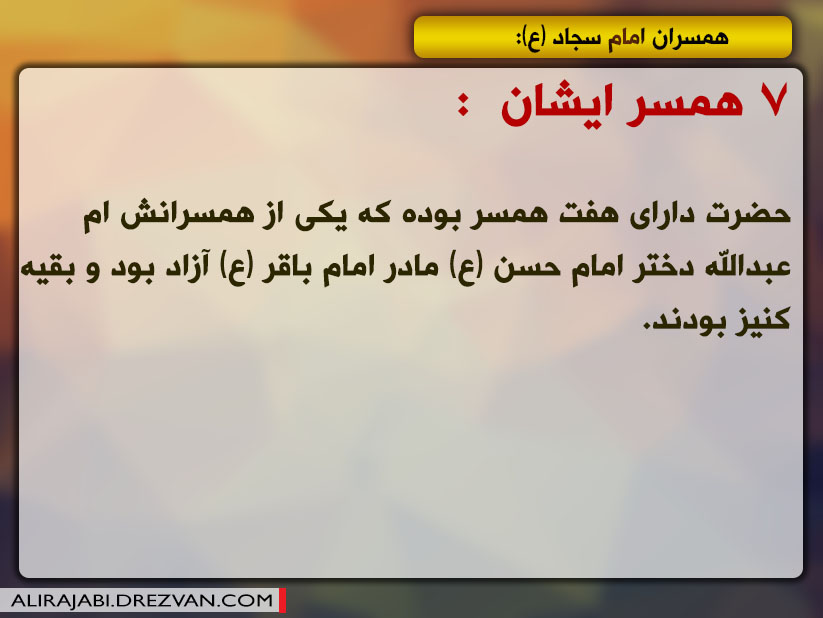 همسران امام سجاد (ع):
۷ همسر ایشان :
حضرت دارای هفت همسر بوده که یکی از همسرانش ام
عبدالله دختر امام حسن (ع) مادر امام باقر (ع) آزاد بود و بقیه
کنیز بودند.
ALIRAJABI.DREZVAN.COM